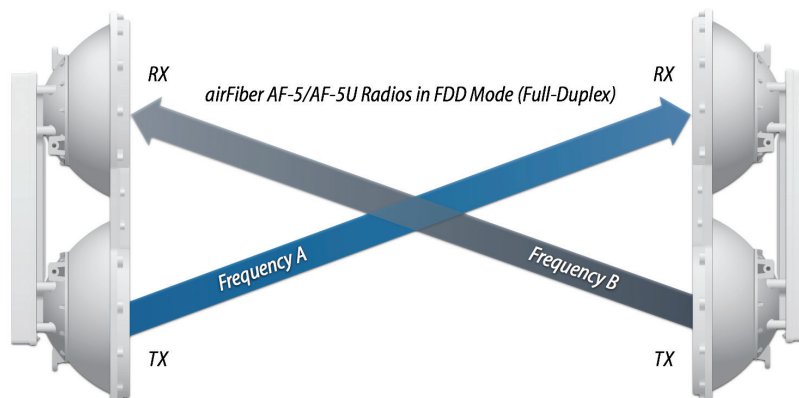 RX
RX
airFiber AF-5/AF-5U Radios in FDD Mode (Full-Duplex)
Frequency A
Frequency B
TX
TX